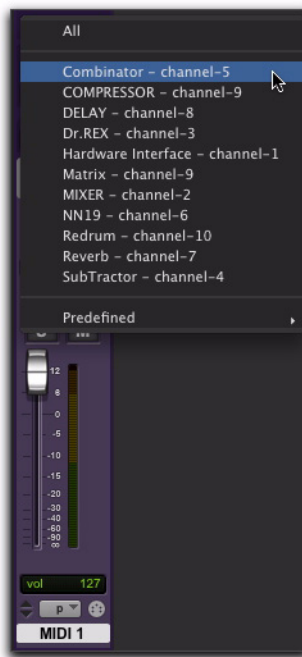 All
Combinator – channel-5
COMPRESSOR – channel-9
DELAY – channel-8
Dr.REX – channel-3
Hardware Interface – channel-1
Matrix – channel-9
MIXER – channel-2
NN19 – channel-6
Redrum – channel-10
Reverb – channel-7
SubTractor – channel-4
Predefined
12
6
0
-5
-10
-15
-20
-30
-40
-60
-90
∞
vol 127
p
MIDI 1